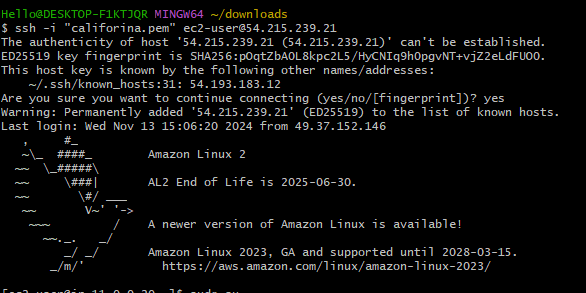 Hello@DESKTOP-F1KTJQR MINGW64 ~/downloads
$ ssh -i "califorina.pem" ec2-user@54.215.239.21
The authenticity of host '54.215.239.21 (54.215.239.21)' can't be established.
ED25519 key fingerprint is SHA256:pOqtZbAOL8kpc2L5/HyCNIq9hOpgvNT+vjZ2eLdFUOO.
This host key is known by the following other names/addresses:
    ~/.ssh/known_hosts:31: 54.193.183.12
Are you sure you want to continue connecting (yes/no/[fingerprint])? yes
Warning: Permanently added '54.215.239.21' (ED25519) to the list of known hosts.
Last login: Wed Nov 13 15:06:20 2024 from 49.37.152.146
   ,     #_
   ~\_  ####_        Amazon Linux 2
  ~~  \_#####\
  ~~     \###|       AL2 End of Life is 2025-06-30.
  ~~       \#/ ___
   ~~       V~' '->
    ~~~         /    A newer version of Amazon Linux is available!
      ~~._.   _/
         _/ _/       Amazon Linux 2023, GA and supported until 2028-03-15.
       _/m/'           https://aws.amazon.com/linux/amazon-linux-2023/